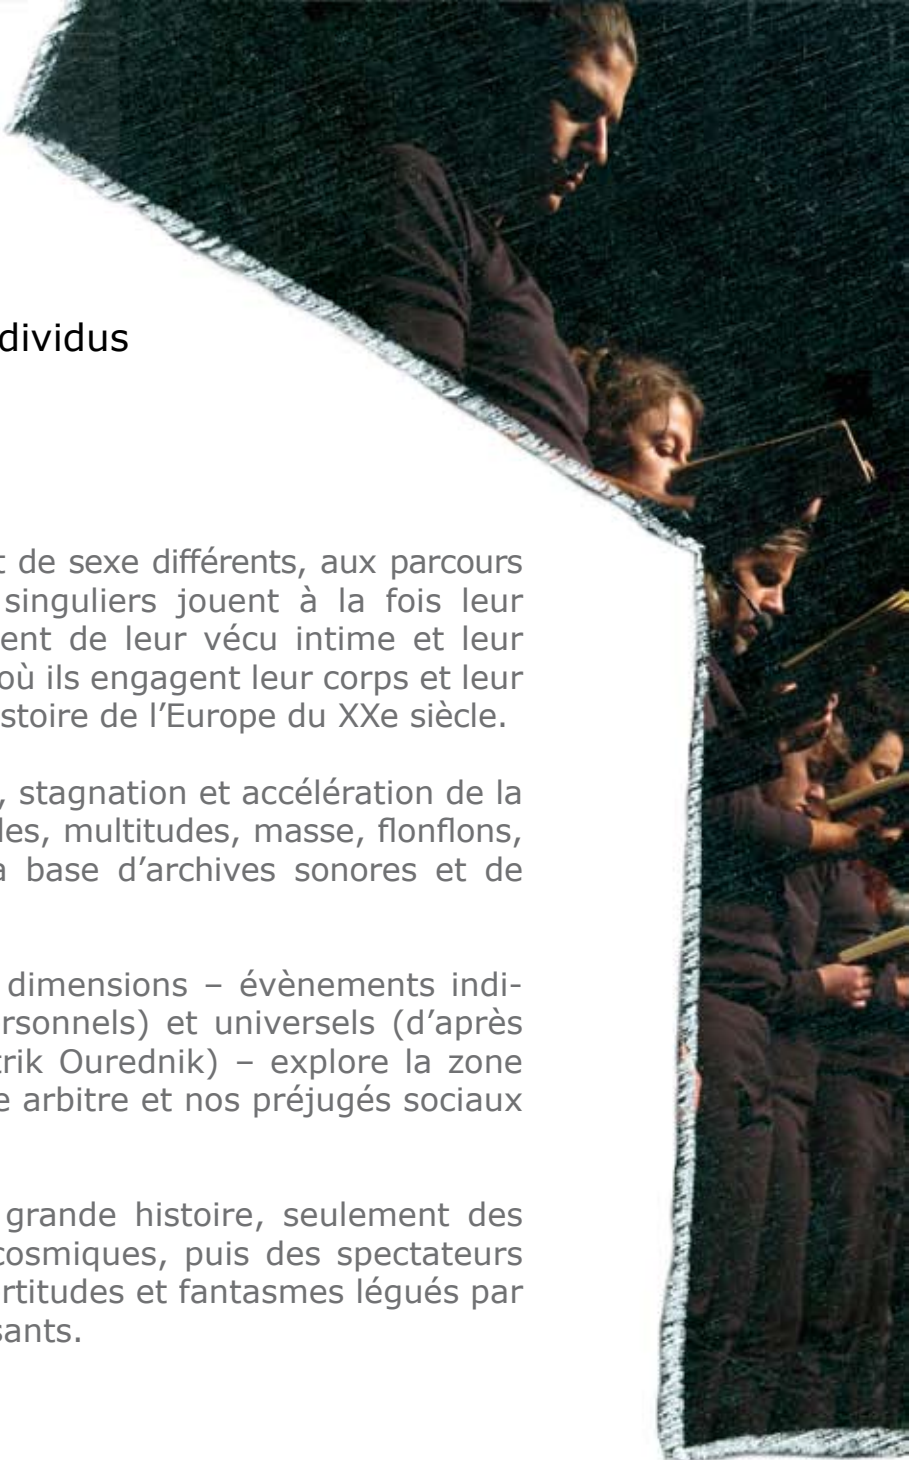 dividus
t de sexe différents, aux parcours
singuliers jouent à la fois leur
ent de leur vécu intime et leur
où ils engagent leur corps et leur
stoire de l’Europe du XXe siècle.
, stagnation et accélération de la
les, multitudes, masse, flonflons,
a base d’archives sonores et de
dimensions – évènements indi-
rsonnels) et universels (d’après
trik Ourednik) – explore la zone
e arbitre et nos préjugés sociaux
grande histoire, seulement des
cosmiques, puis des spectateurs
rtitudes et fantasmes légués par
sants.